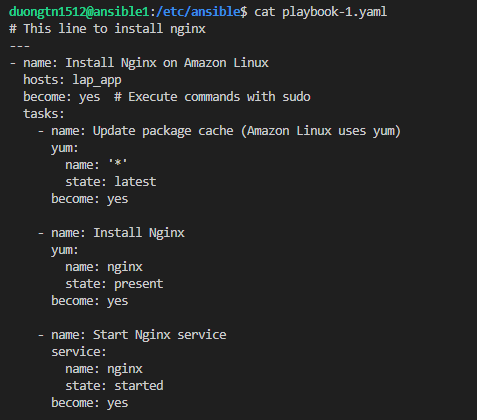 duongtn1512@ansible1:/etc/ansible$ cat playbook-1.yaml
# This line to install nginx
---
- name: Install Nginx on Amazon Linux
  hosts: lap_app
  become: yes  # Execute commands with sudo
  tasks:
    - name: Update package cache (Amazon Linux uses yum)
      yum:
        name: '*'
        state: latest
      become: yes

    - name: Install Nginx
      yum:
        name: nginx
        state: present
      become: yes

    - name: Start Nginx service
      service:
        name: nginx
        state: started
      become: yes